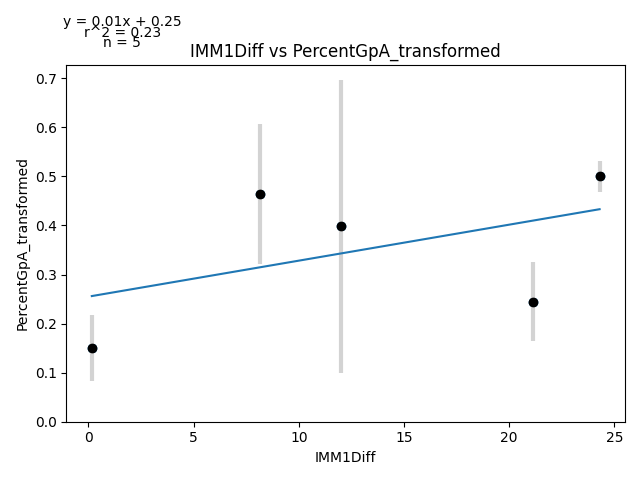 y = 0.01x + 0.25
r^2 = 0.23
n = 5
IMM1Diff vs PercentGpA_transformed
PercentGpA_transformed
0.7
0.6
0.5
0.4
0.3
0.2
0.1
0.0
0
5
10
15
20
25
IMM1Diff